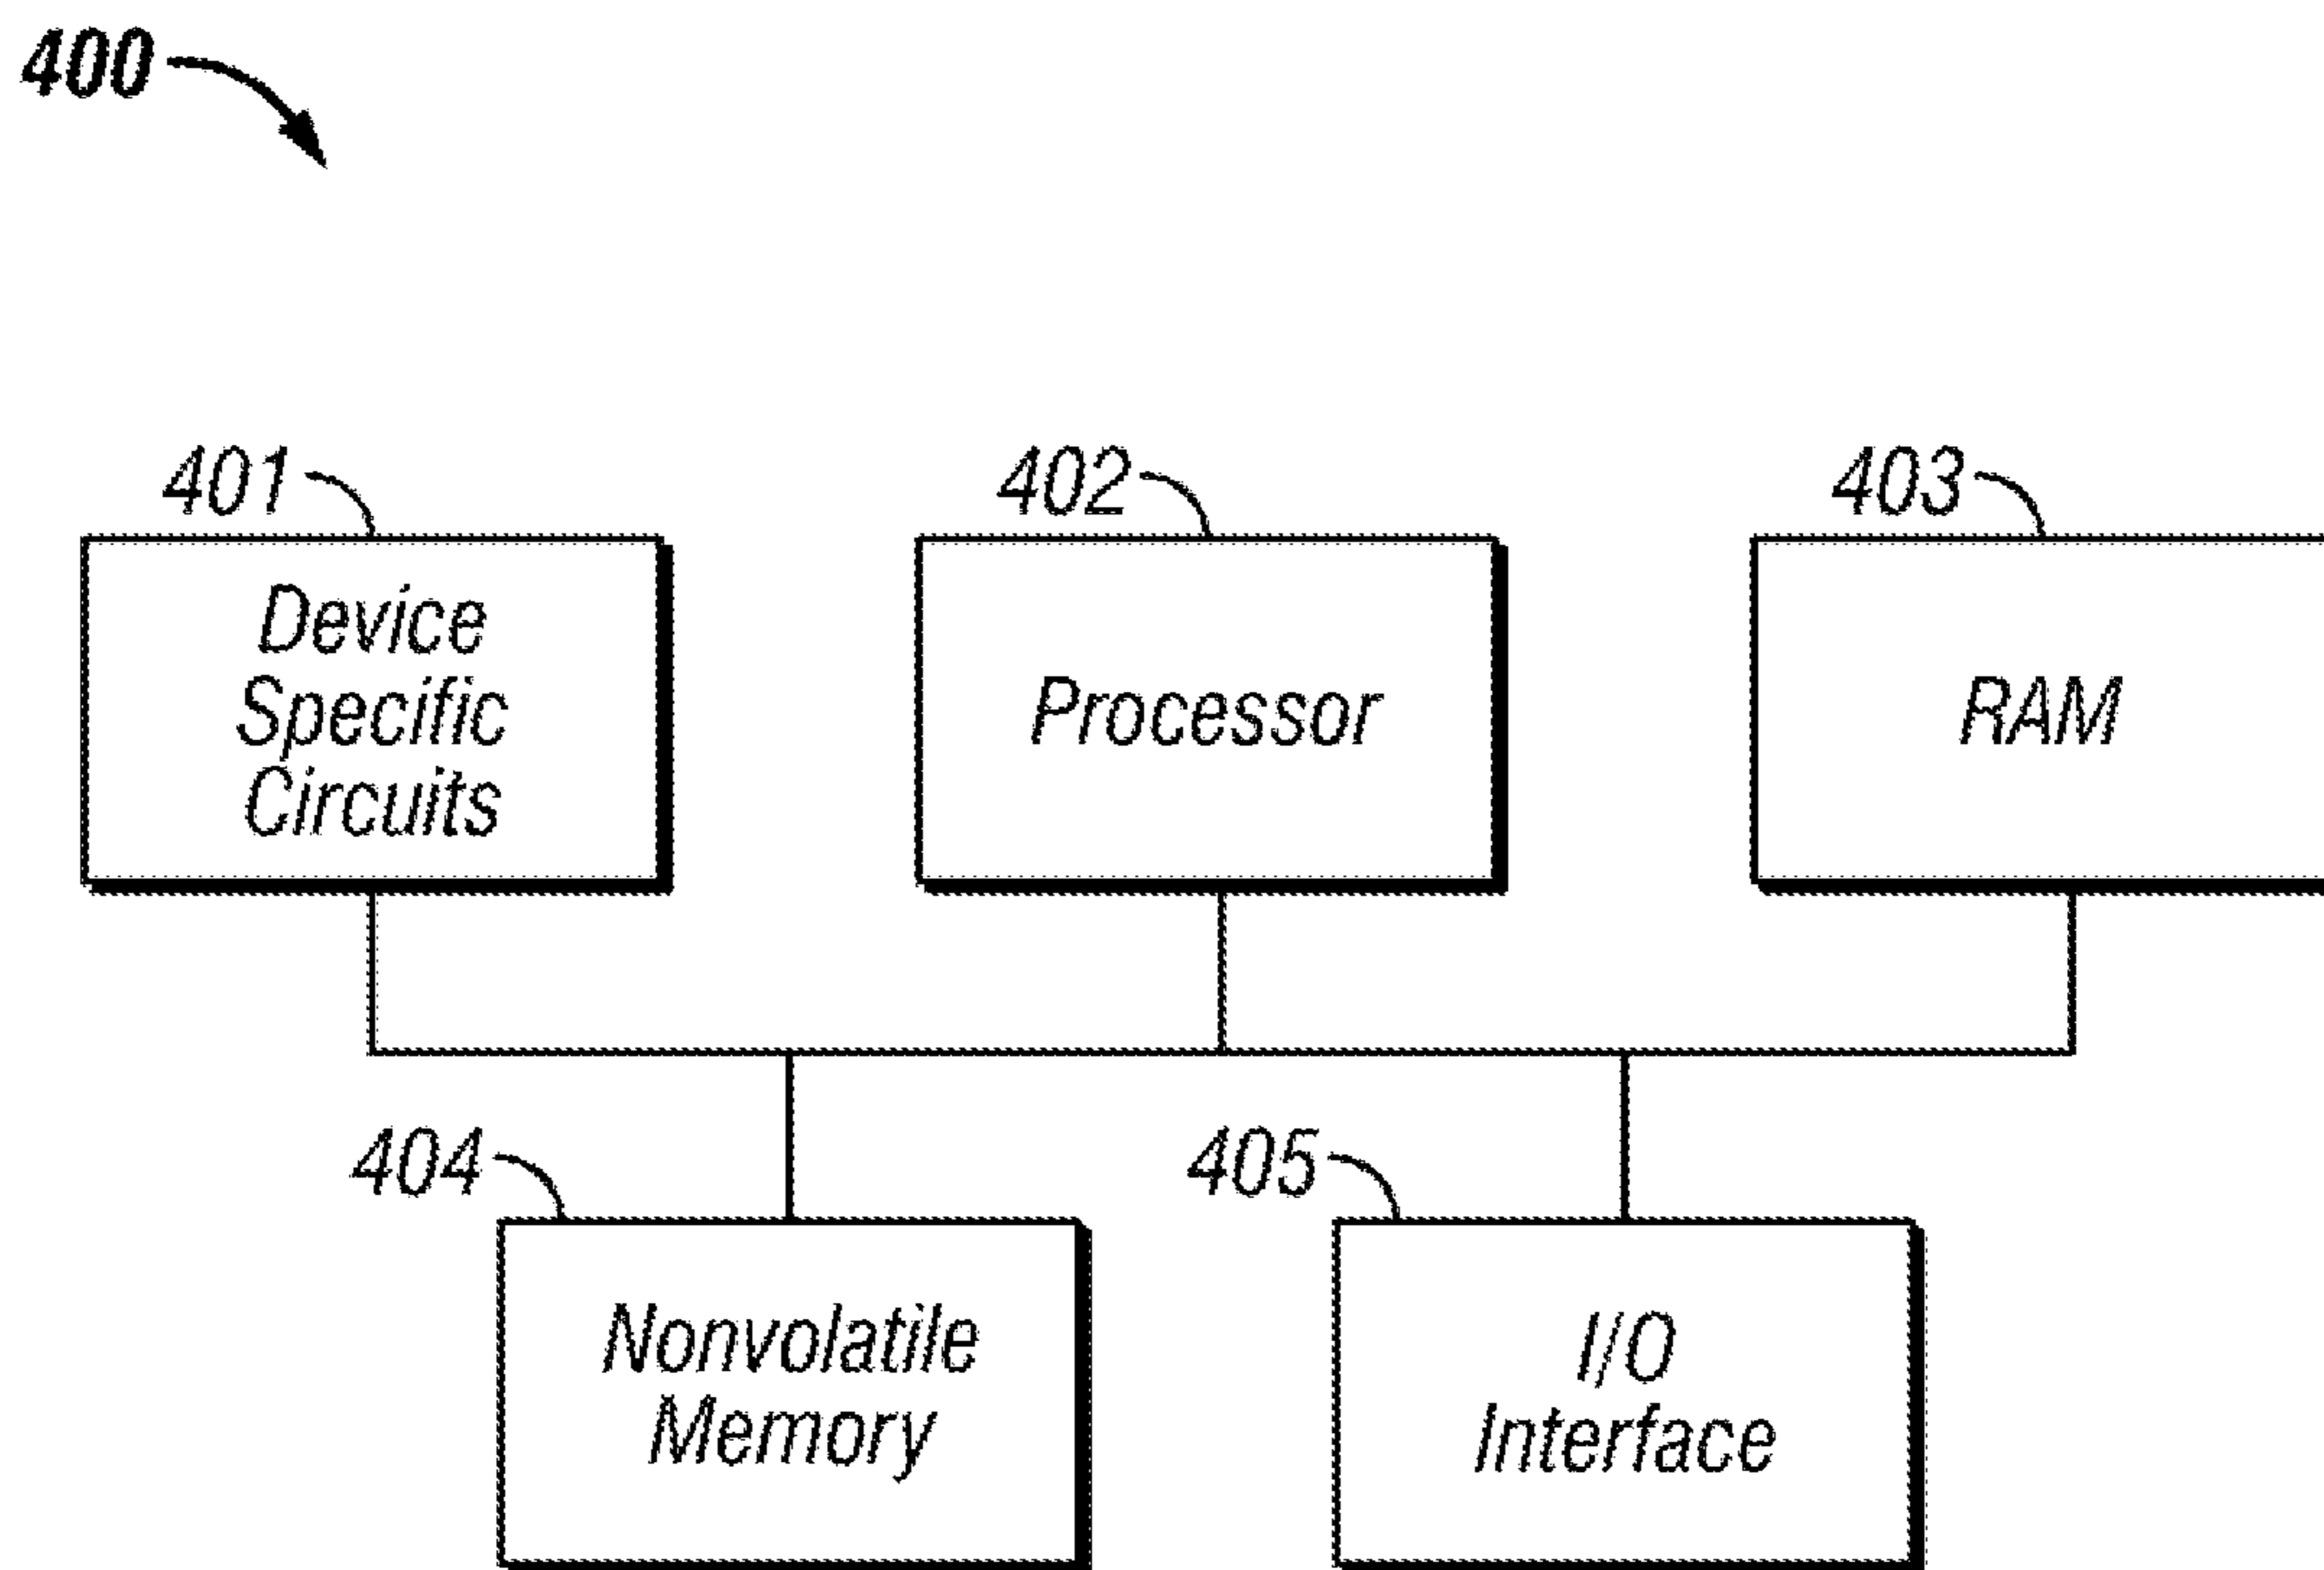 400
401
402
403
Device
Specific
Circuits
Processor
RAM
404
405
Nonvolatile
Memory
I/O
Interface